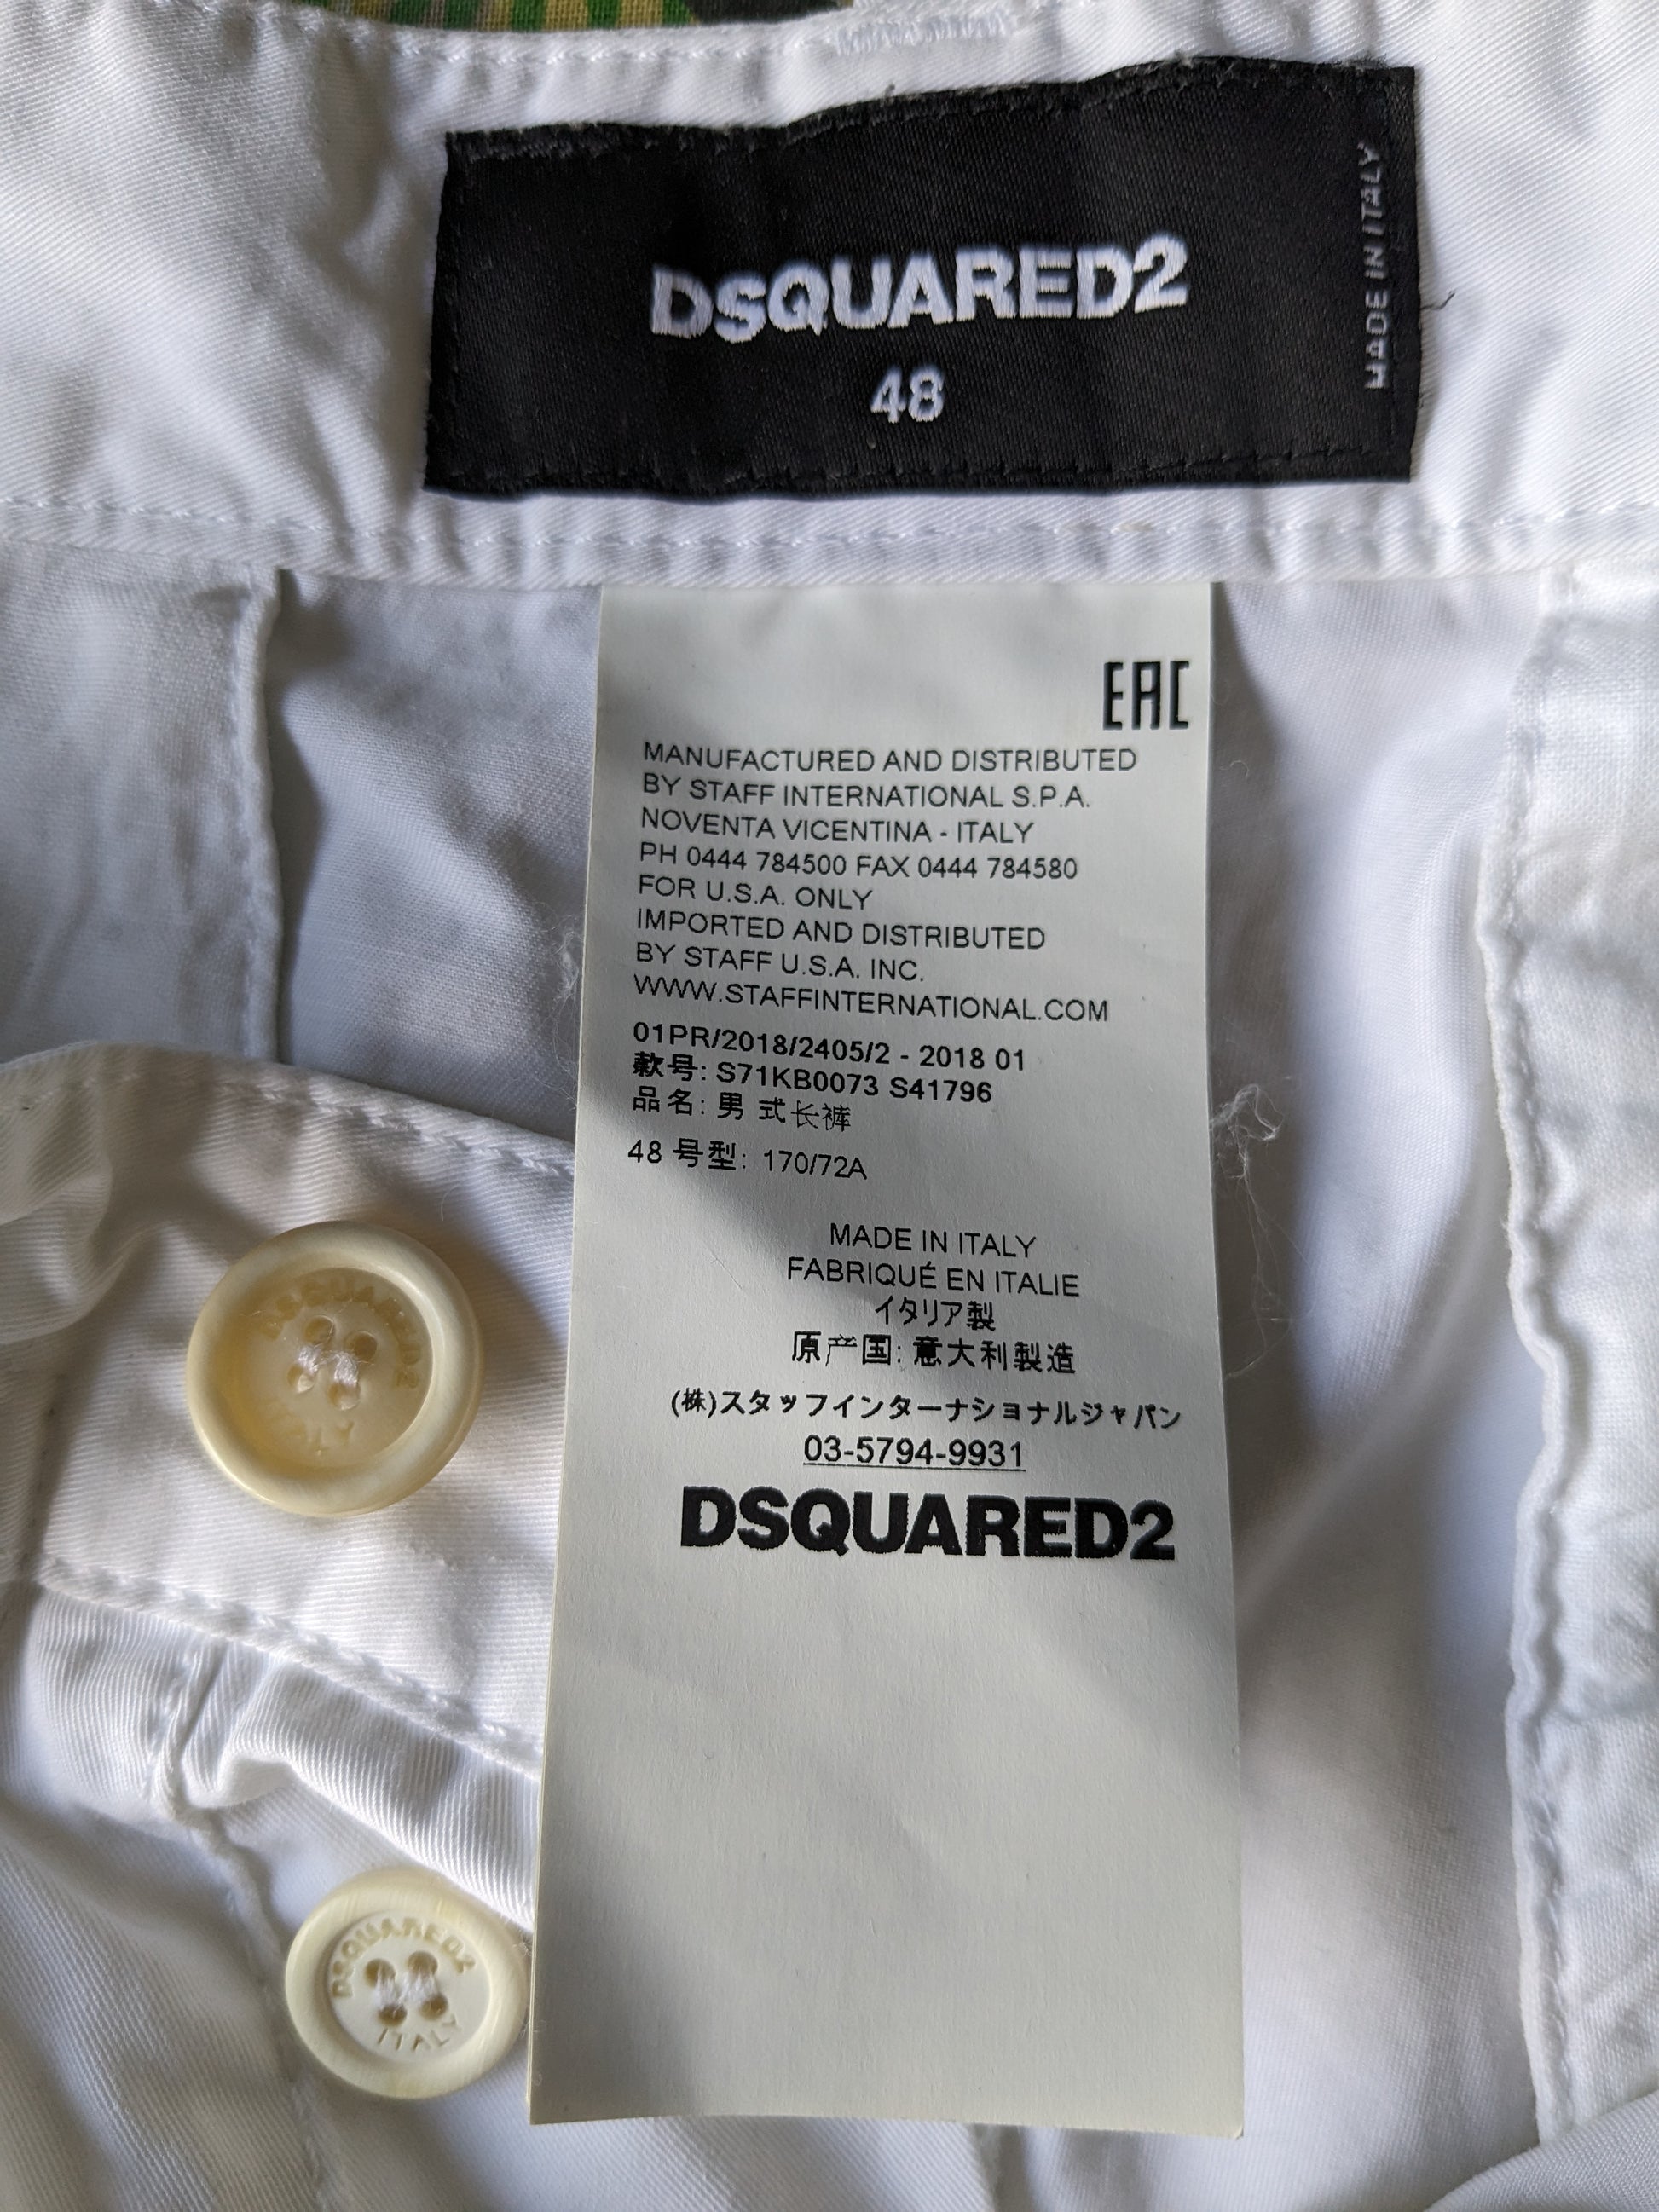 DSQUARED2
48
MADE IN ITALY
EAC
MANUFACTURED AND DISTRIBUTED
BY STAFF INTERNATIONAL S.P.A.
NOVENTA VICENTINA - ITALY
PH 0444 784500 FAX 0444 784580
FOR U.S.A. ONLY
IMPORTED AND DISTRIBUTED
BY STAFF U.S.A. INC.
WWW.STAFFINTERNATIONAL.COM
01PR/2018/2405/2 - 2018 01
款号: S71KB0073 S41796
品名: 男 式长裤
48 号型: 170/72A
MADE IN ITALY
FABRIQUÉ EN ITALIE
イタリア製
原产国: 意大利製造
(株)スタッフインターナショナルジャパン
03-5794-9931
DSQUARED2
DSQUARED2
ITALY
DSQUARED2
ITALY